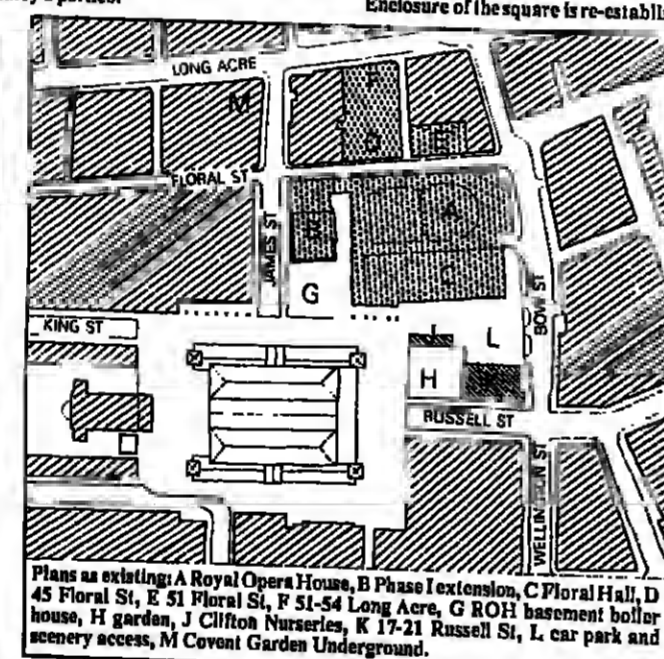 Enclosure of the square is re-establi
LONG ACRE
M
F
D
E
FLORAL ST
JAMES ST
B
A
C
G
BOW ST
KING ST
J
L
H
K
RUSSELL ST
WELLINGTON ST
Plans as existing: A Royal Opera House, B Phase I extension, C Floral Hall, D
45 Floral St, E 51 Floral St, F 51-54 Long Acre, G ROH basement boiler
house, H garden, J Clifton Nurseries, K 17-21 Russell St, L car park and
scenery access, M Covent Garden Underground.